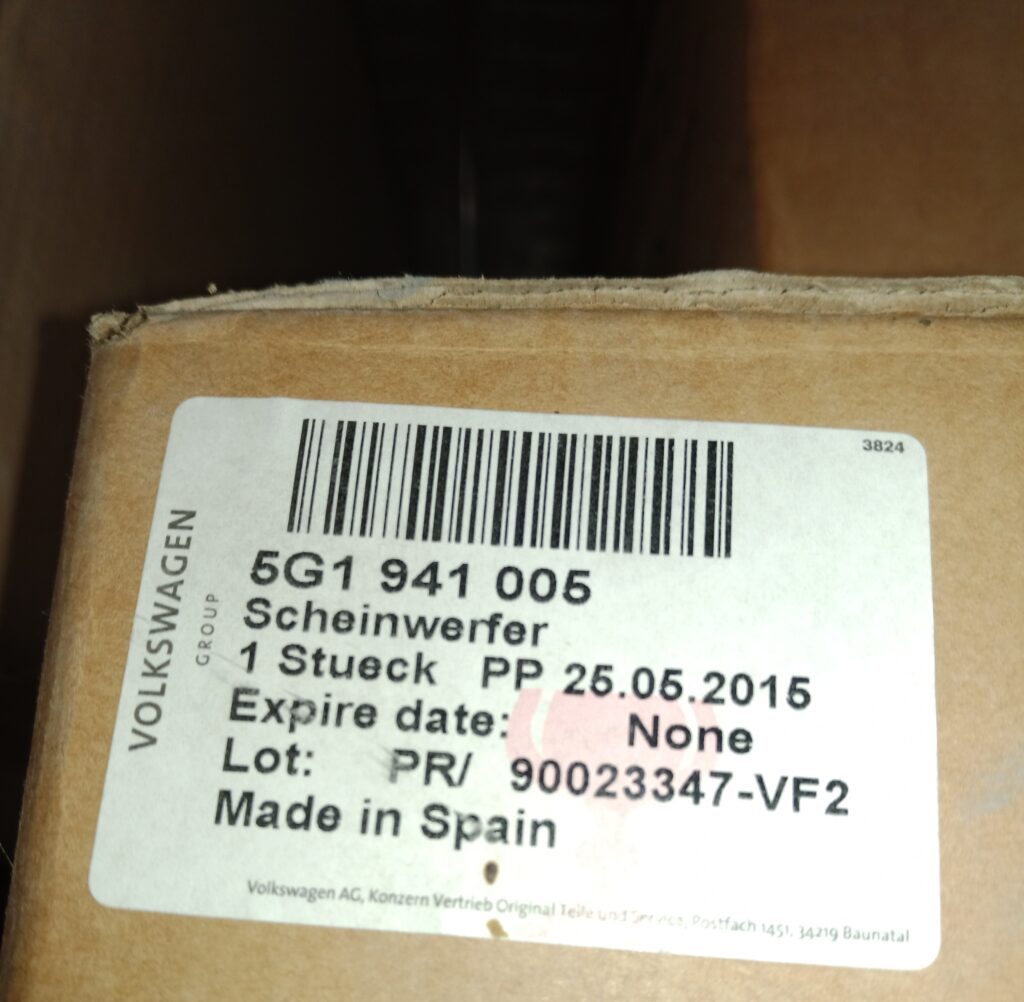 3824
VOLKSWAGEN
GROUP
5G1 941 005
Scheinwerfer
1 Stueck PP 25.05.2015
Expire date: None
Lot: PR/ 90023347-VF2
Made in Spain
Volkswagen AG, Konzern Vertrieb Original Teile und Service, Postfach 1451, 34219 Baunatal